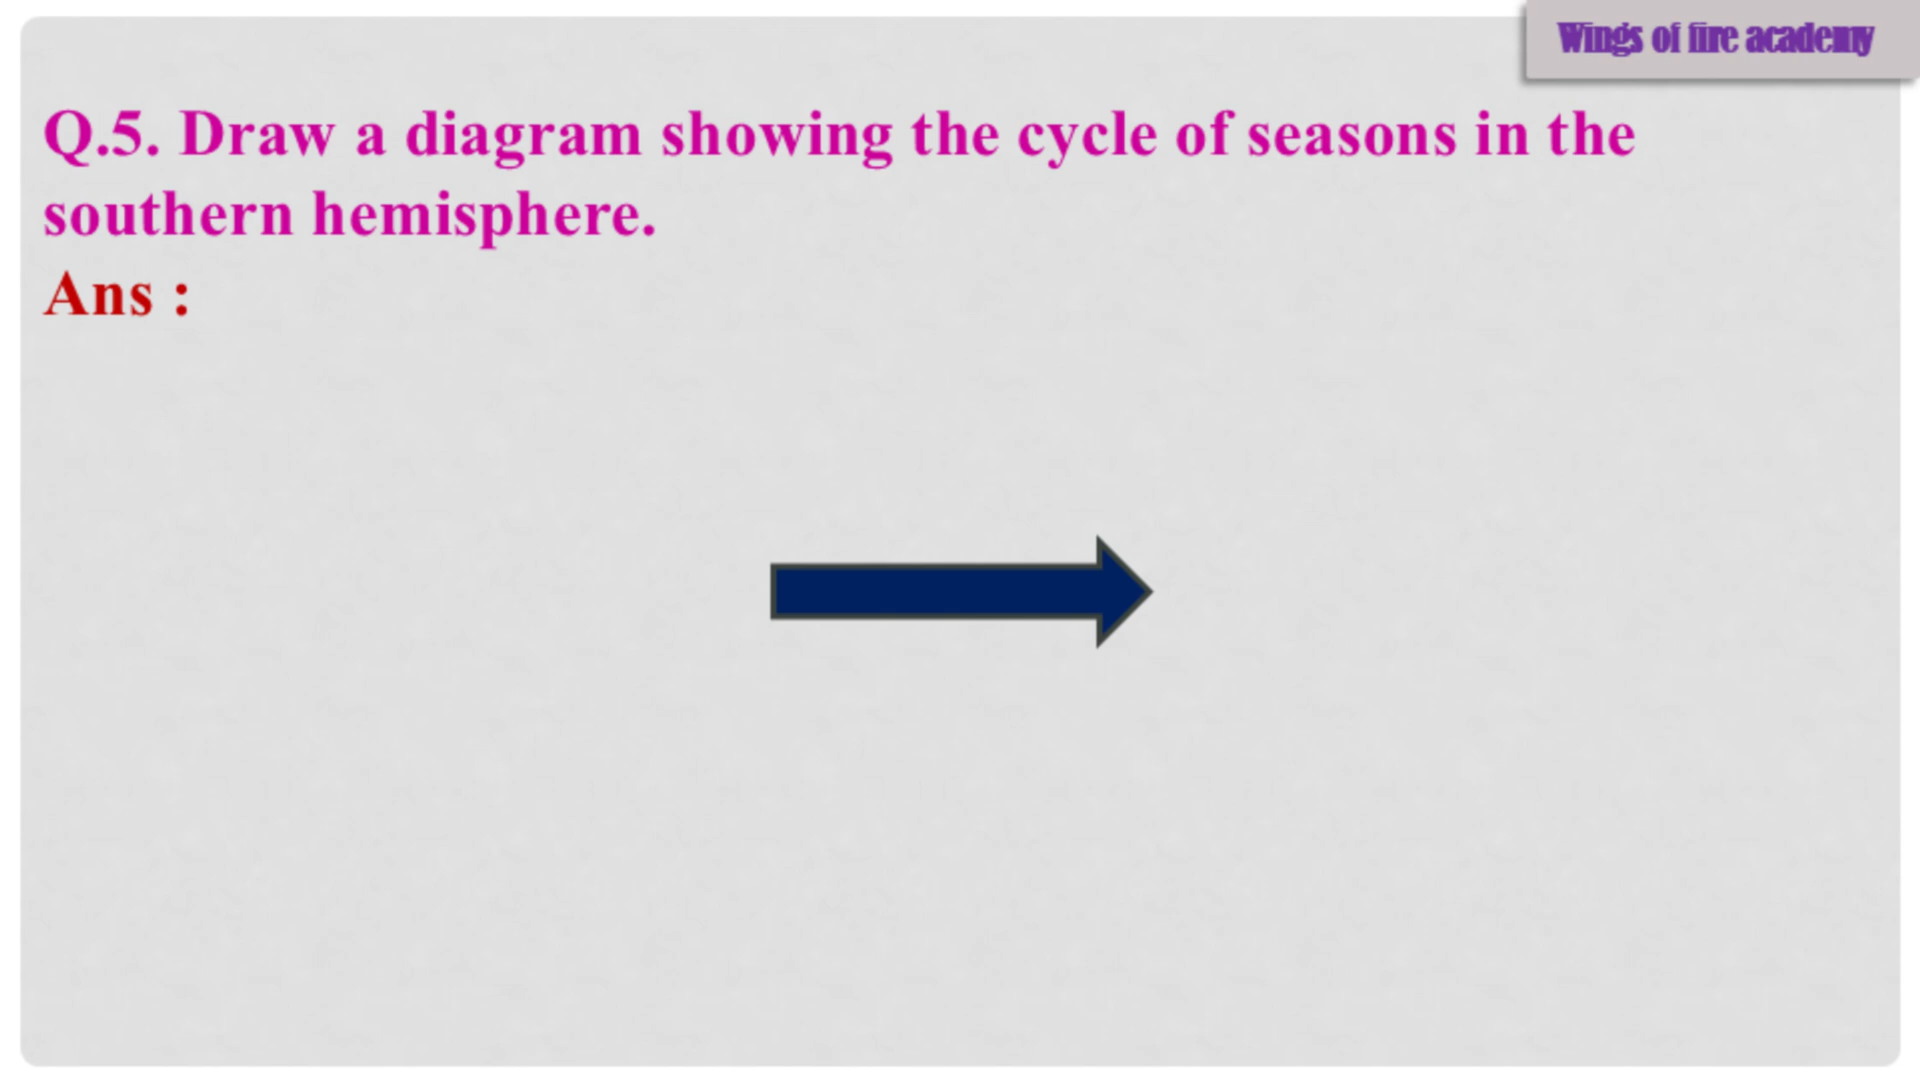 Wings of fire academy
Q.5. Draw a diagram showing the cycle of seasons in the
southern hemisphere.
Ans :